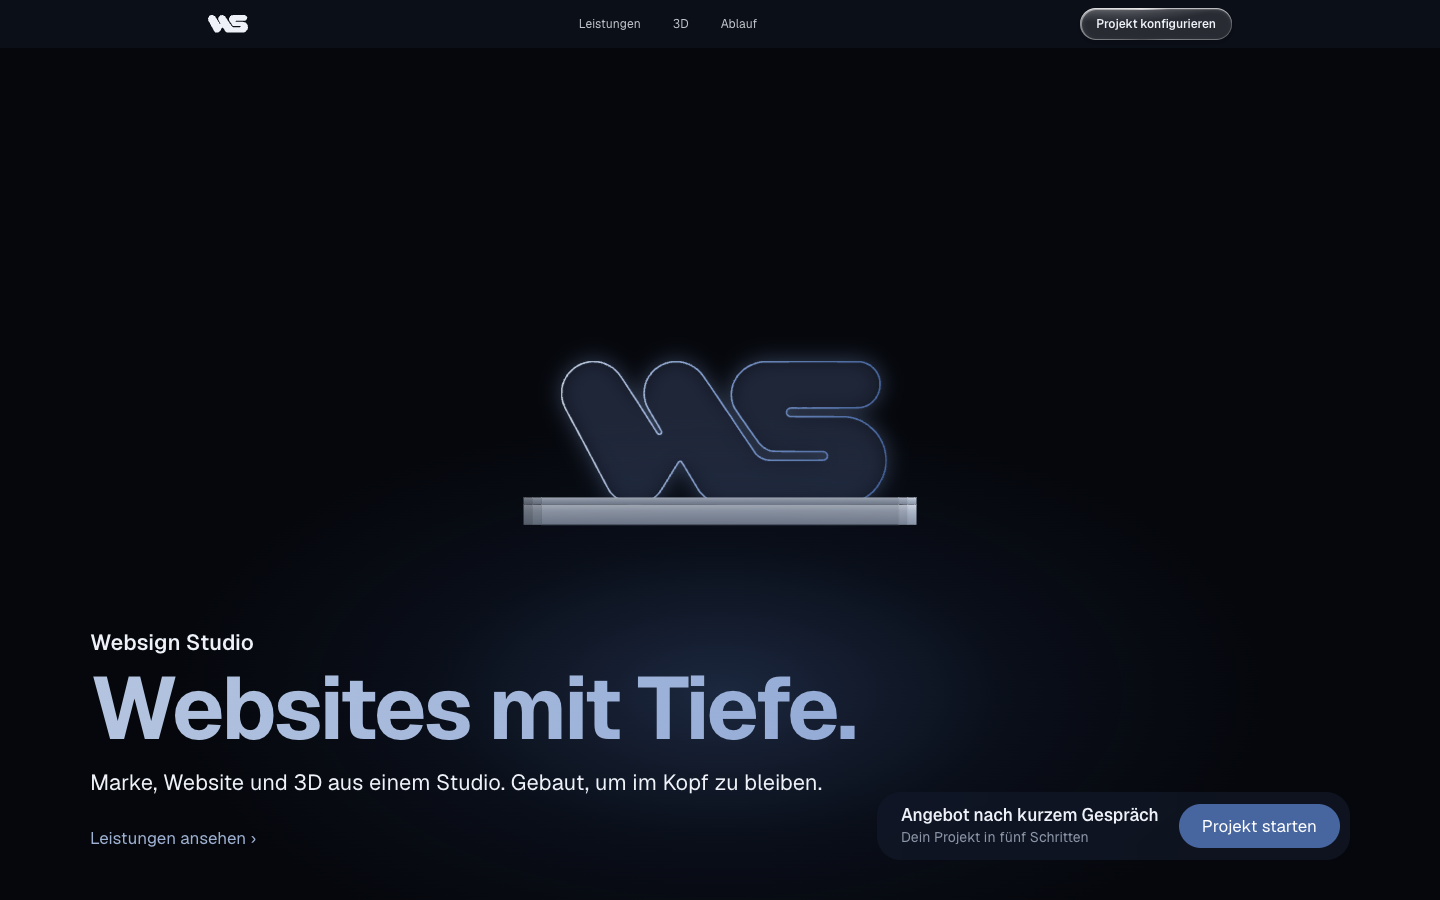 WS
Leistungen
3D
Ablauf
Projekt konfigurieren
WS
Websign Studio
Websites mit Tiefe.
Marke, Website und 3D aus einem Studio. Gebaut, um im Kopf zu bleiben.
Leistungen ansehen ›
Angebot nach kurzem Gespräch
Dein Projekt in fünf Schritten
Projekt starten